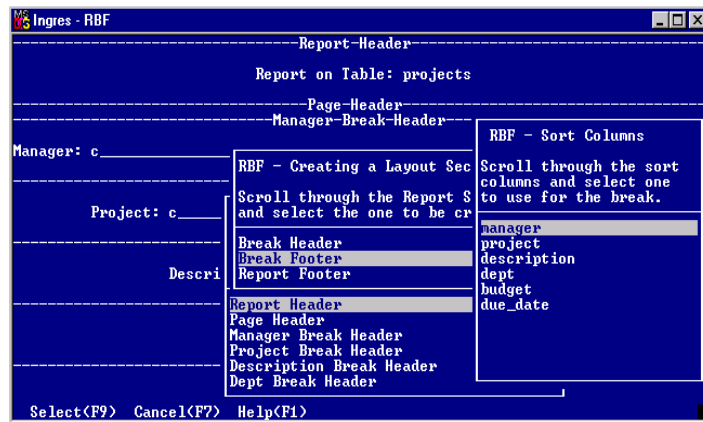 Ingres - RBF
Report-Header
Report on Table: projects
Page-Header
Manager-Break-Header
Manager: c
Project: c
Descri
RBF - Creating a Layout Sec
Scroll through the Report S
and select the one to be cr
Break Header
Break Footer
Report Footer
Report Header
Page Header
Manager Break Header
Project Break Header
Description Break Header
Dept Break Header
RBF - Sort Columns
Scroll through the sort
columns and select one
to use for the break.
manager
project
description
dept
budget
due_date
Select(F9) Cancel(F7) Help(F1)